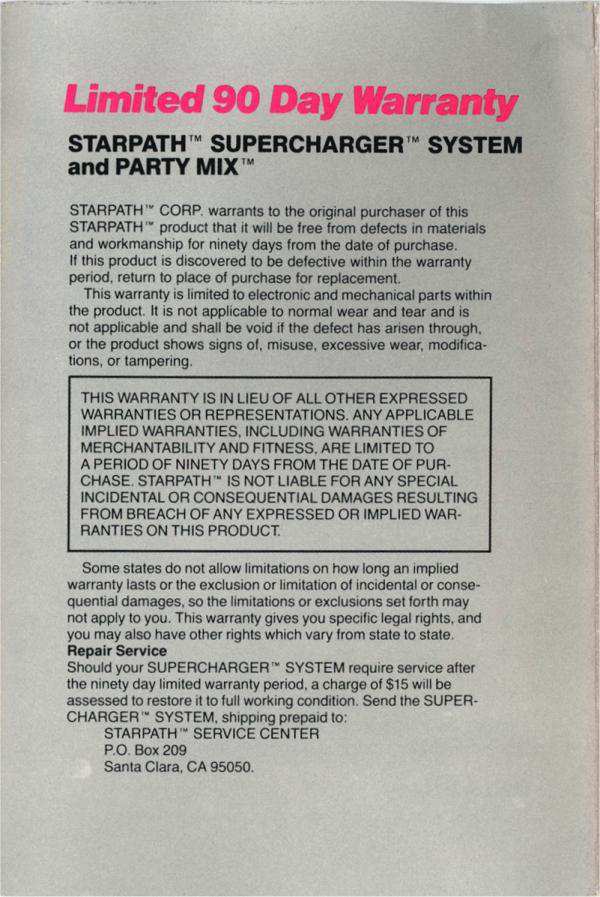 Limited 90 Day Warranty
STARPATH™ SUPERCHARGER™ SYSTEM
and PARTY MIX™
STARPATH™ CORP. warrants to the original purchaser of this
STARPATH™ product that it will be free from defects in materials
and workmanship for ninety days from the date of purchase.
If this product is discovered to be defective within the warranty
period, return to place of purchase for replacement.
This warranty is limited to electronic and mechanical parts within
the product. It is not applicable to normal wear and tear and is
not applicable and shall be void if the defect has arisen through,
or the product shows signs of, misuse, excessive wear, modifica-
tions, or tampering.
THIS WARRANTY IS IN LIEU OF ALL OTHER EXPRESSED
WARRANTIES OR REPRESENTATIONS. ANY APPLICABLE
IMPLIED WARRANTIES, INCLUDING WARRANTIES OF
MERCHANTABILITY AND FITNESS, ARE LIMITED TO
A PERIOD OF NINETY DAYS FROM THE DATE OF PUR-
CHASE. STARPATH™ IS NOT LIABLE FOR ANY SPECIAL
INCIDENTAL OR CONSEQUENTIAL DAMAGES RESULTING
FROM BREACH OF ANY EXPRESSED OR IMPLIED WAR-
RANTIES ON THIS PRODUCT.
Some states do not allow limitations on how long an implied
warranty lasts or the exclusion or limitation of incidental or conse-
quential damages, so the limitations or exclusions set forth may
not apply to you. This warranty gives you specific legal rights, and
you may also have other rights which vary from state to state.
Repair Service
Should your SUPERCHARGER™ SYSTEM require service after
the ninety day limited warranty period, a charge of $15 will be
assessed to restore it to full working condition. Send the SUPER-
CHARGER™ SYSTEM, shipping prepaid to:
STARPATH™ SERVICE CENTER
P.O. Box 209
Santa Clara, CA 95050.